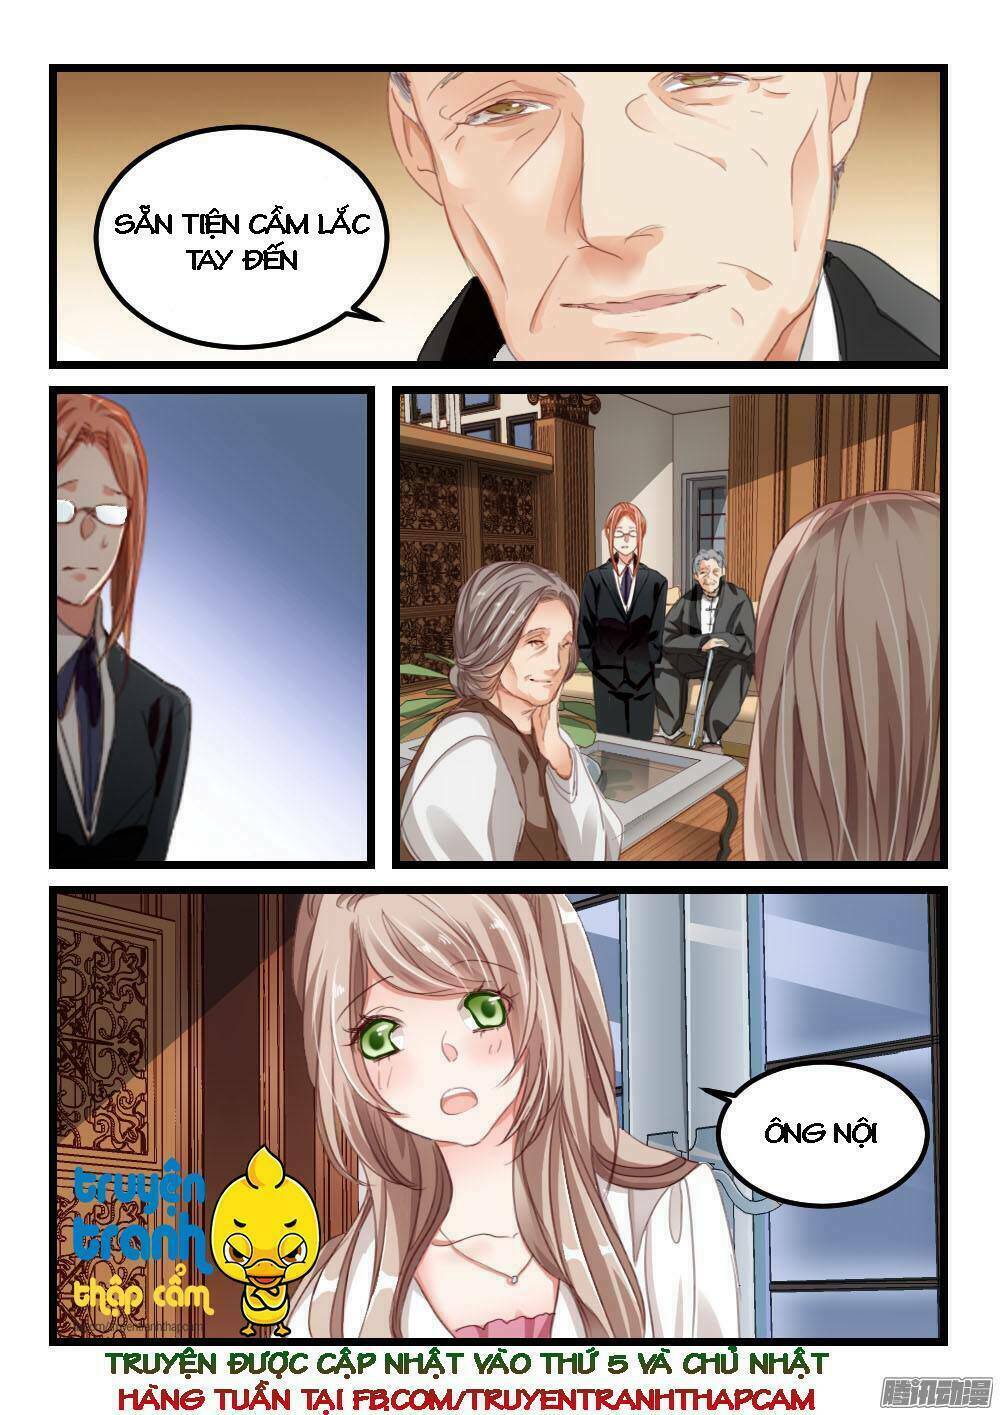 SẴN TIỆN CẦM LẮC
TAY ĐẾN
ÔNG NỘI
truyện
tranh
thập cẩm
/truyentranhthapcam
TRUYỆN ĐƯỢC CẬP NHẬT VÀO THỨ 5 VÀ CHỦ NHẬT
HÀNG TUẦN TẠI FB.COM/TRUYENTRANHTHAPCAM
腾讯动漫